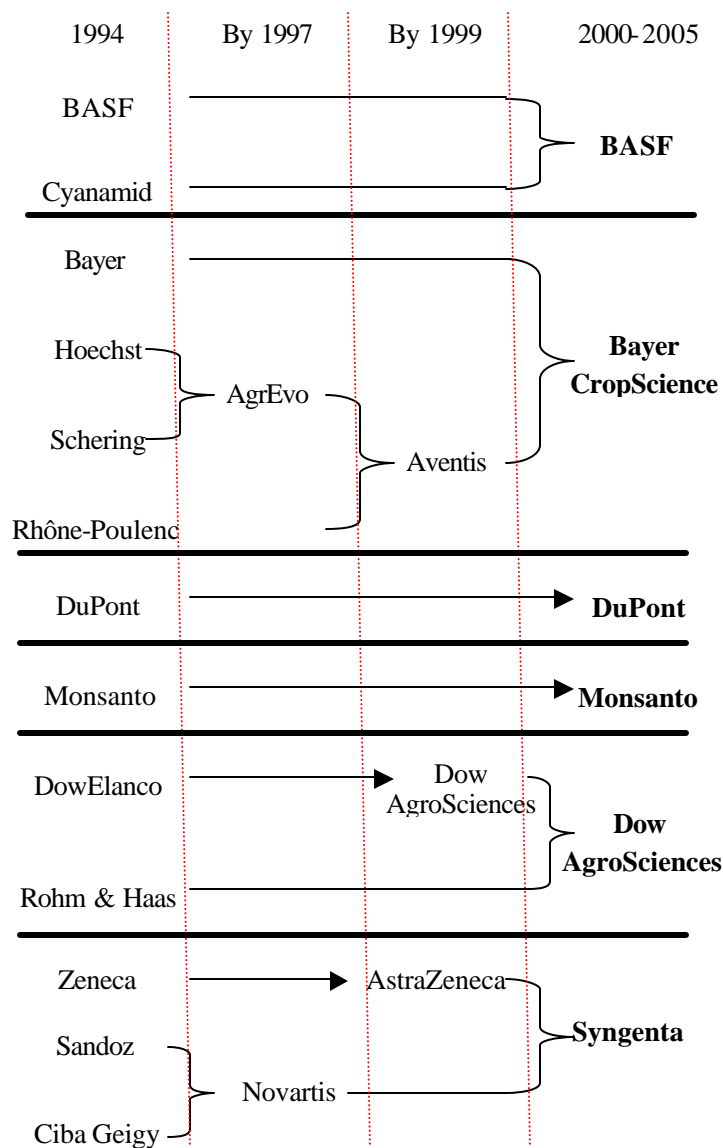 1994 By 1997 By 1999 2000-2005
BASF
BASF
Cyanamid
Bayer
Hoechst
Bayer
CropScience
AgrEvo
Schering
Aventis
Rhône-Poulenc
DuPont DuPont
Monsanto Monsanto
DowElanco
Dow
AgroSciences
Dow
AgroSciences
Rohm & Haas
Zeneca AstraZeneca
Syngenta
Sandoz
Novartis
Ciba Geigy